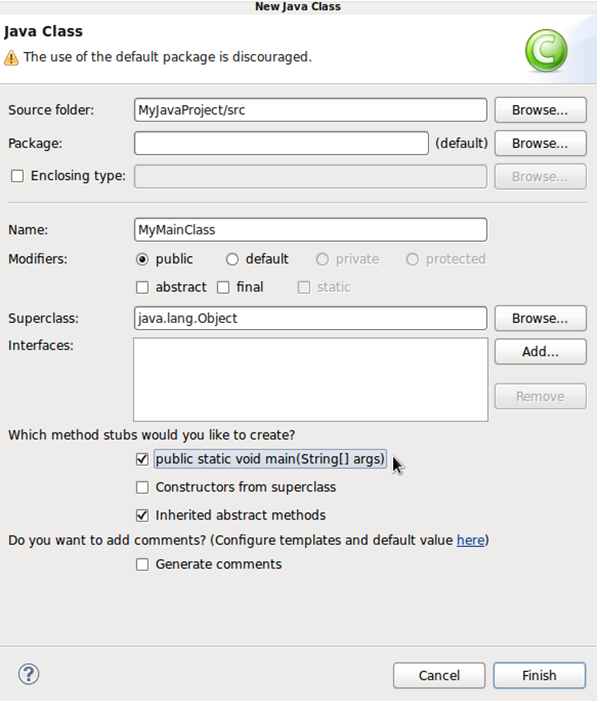 New Java Class
Java Class
The use of the default package is discouraged.
Source folder: MyJavaProject/src Browse...
Package: (default) Browse...
Enclosing type: Browse...
Name: MyMainClass
Modifiers: public default private protected
abstract final static
Superclass: java.lang.Object Browse...
Interfaces: Add...
Remove
Which method stubs would you like to create?
public static void main(String[] args)
Constructors from superclass
Inherited abstract methods
Do you want to add comments? (Configure templates and default value here)
Generate comments
? Cancel Finish